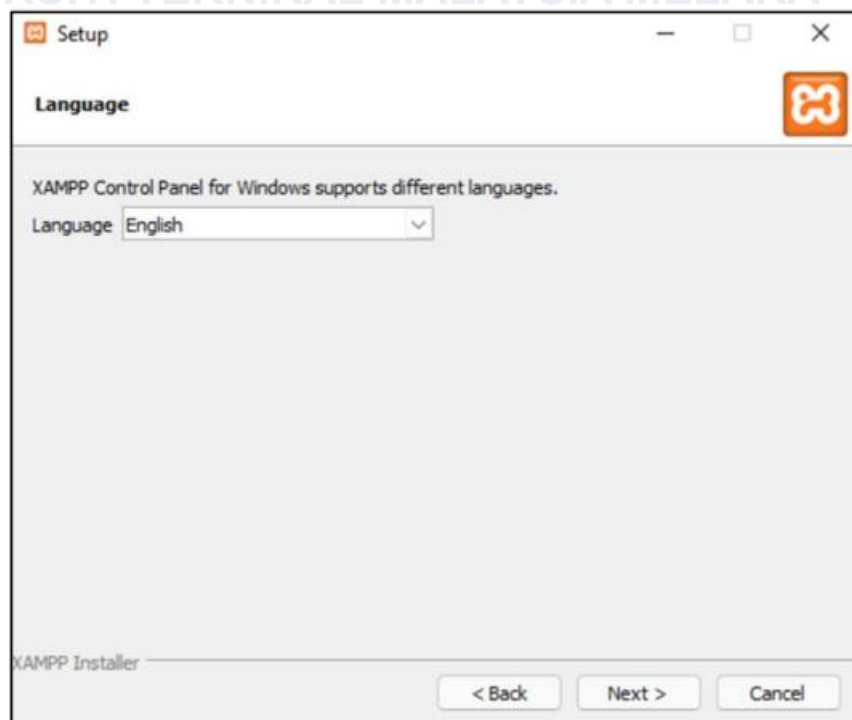 Setup
Language
XAMPP Control Panel for Windows supports different languages.
Language English
XAMPP Installer
< Back Next > Cancel